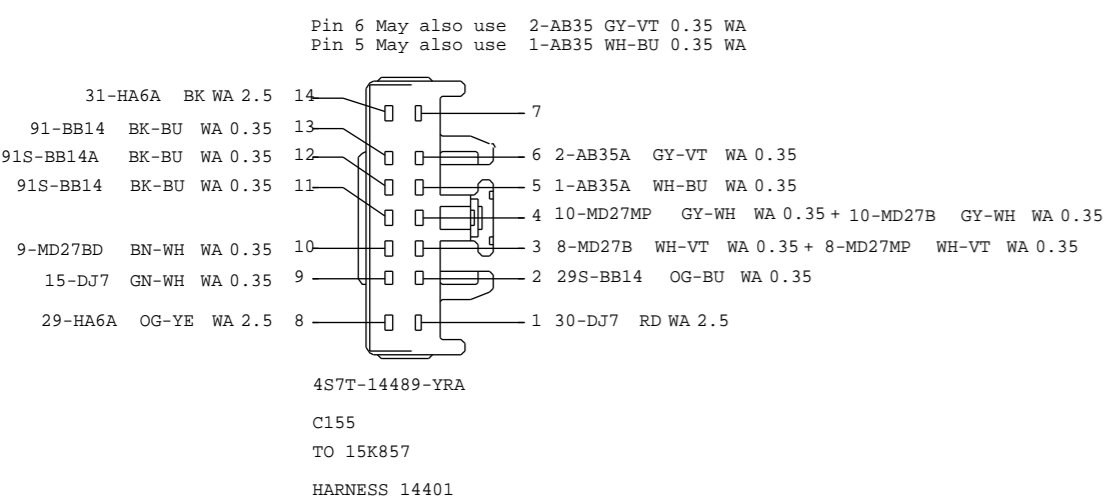 Pin 6 May also use 2-AB35 GY-VT 0.35 WA
Pin 5 May also use 1-AB35 WH-BU 0.35 WA
31-HA6A BK WA 2.5 14
7
91-BB14 BK-BU WA 0.35 13
91S-BB14A BK-BU WA 0.35 12
6 2-AB35A GY-VT WA 0.35
91S-BB14 BK-BU WA 0.35 11
5 1-AB35A WH-BU WA 0.35
4 10-MD27MP GY-WH WA 0.35 + 10-MD27B GY-WH WA 0.35
9-MD27BD BN-WH WA 0.35 10
3 8-MD27B WH-VT WA 0.35 + 8-MD27MP WH-VT WA 0.35
15-DJ7 GN-WH WA 0.35 9
2 29S-BB14 OG-BU WA 0.35
29-HA6A OG-YE WA 2.5 8
1 30-DJ7 RD WA 2.5
4S7T-14489-YRA
C155
TO 15K857
HARNESS 14401